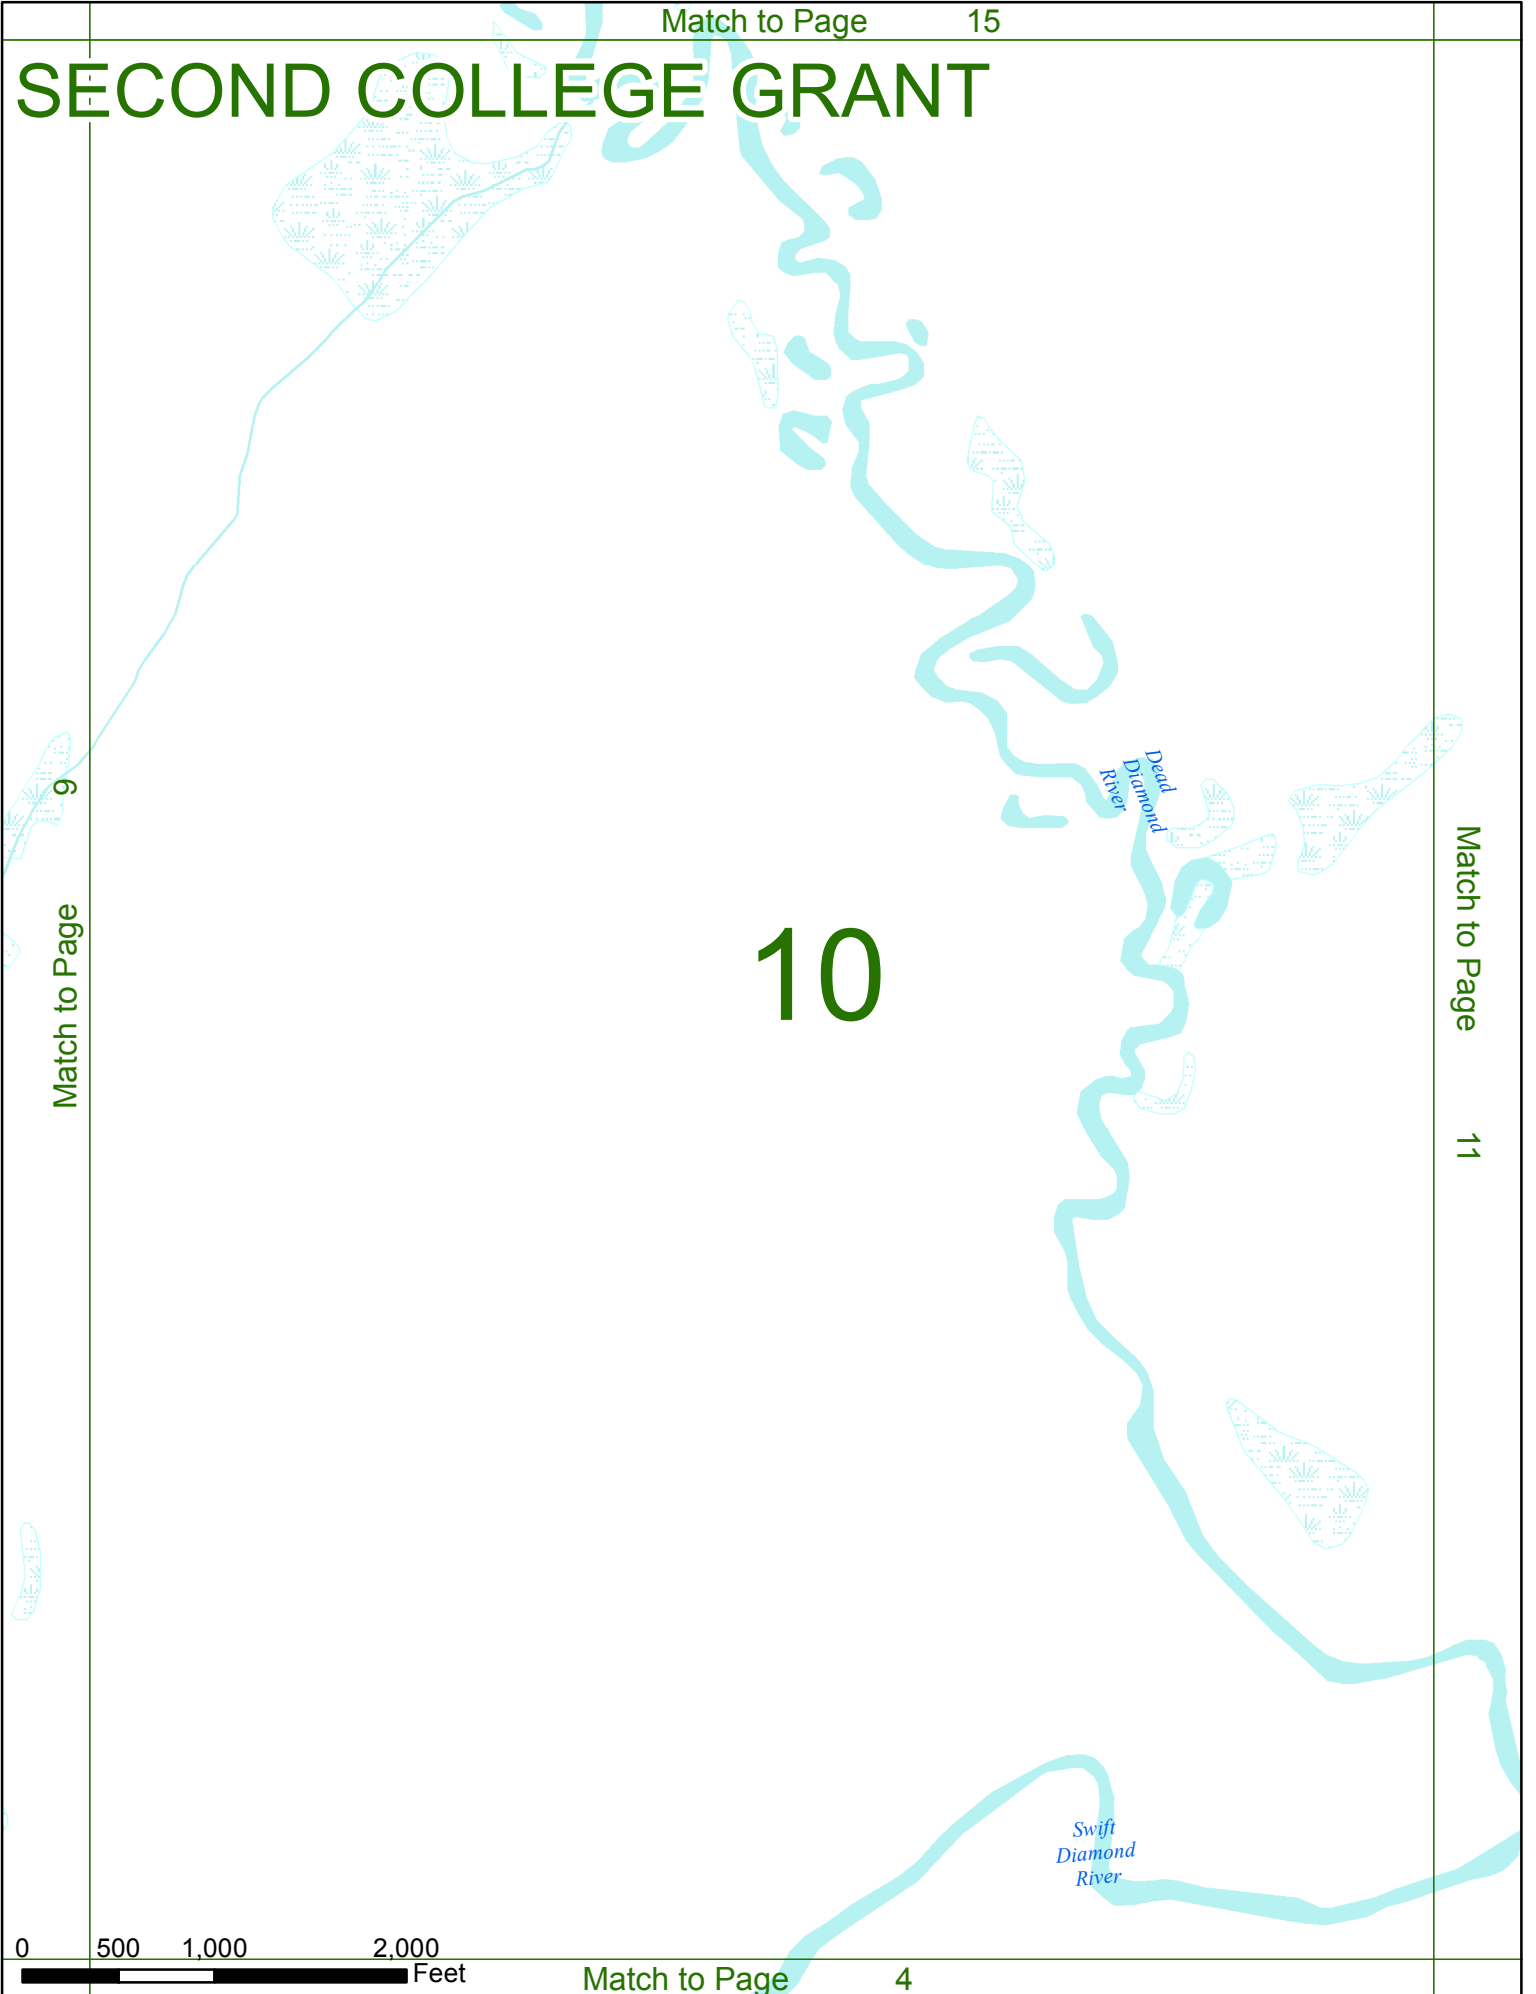 Match to Page 15
SECOND COLLEGE GRANT
Dead
Diamond
River
Match to Page 9
10
Match to Page 11
Swift
Diamond
River
0 500 1,000 2,000
Feet
Match to Page 4